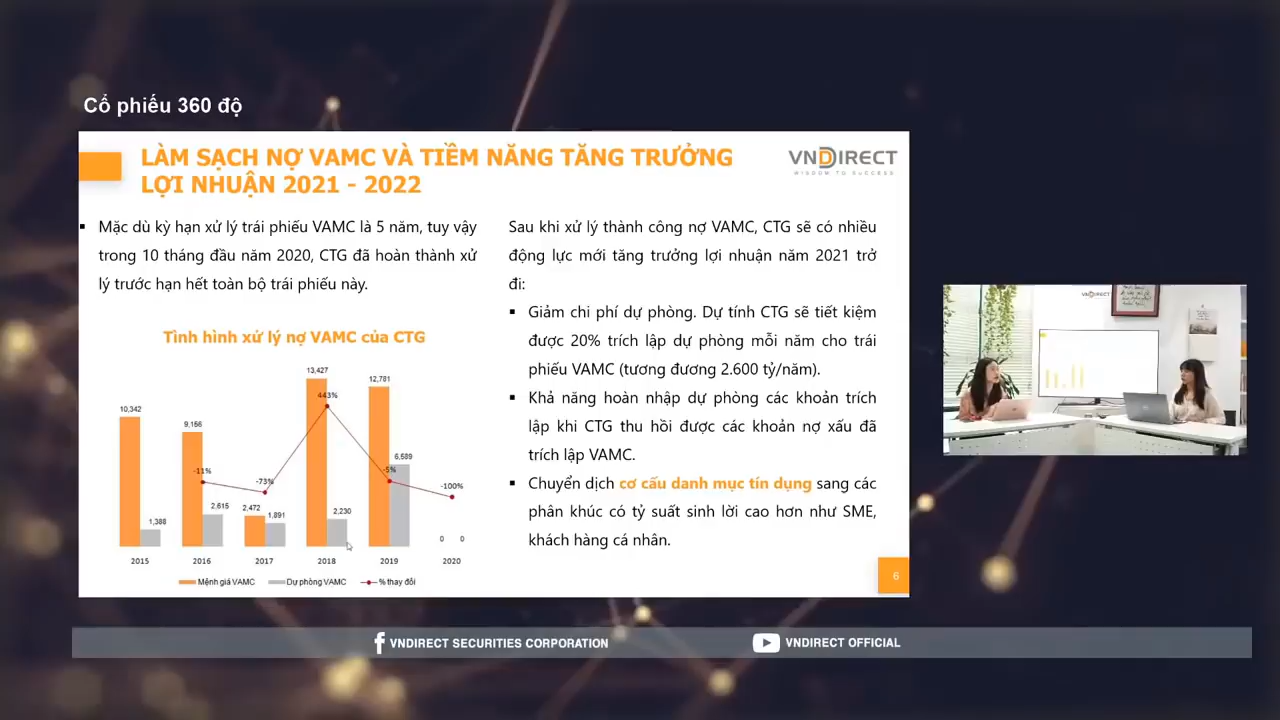 Cổ phiếu 360 độ
LÀM SẠCH NỢ VAMC VÀ TIỀM NĂNG TĂNG TRƯỞNG
LỢI NHUẬN 2021 - 2022
VNDIRECT
WISDOM TO SUCCESS
Mặc dù kỳ hạn xử lý trái phiếu VAMC là 5 năm, tuy vậy
trong 10 tháng đầu năm 2020, CTG đã hoàn thành xử
lý trước hạn hết toàn bộ trái phiếu này.
Tình hình xử lý nợ VAMC của CTG
13,427
12,781
10,342
443%
9,166
6,589
-11%
-5%
-73%
-100%
2,472
2,615
1,891
2,230
1,388
0 0
2015 2016 2017 2018 2019 2020
Mệnh giá VAMC Dự phòng VAMC % thay đổi
Sau khi xử lý thành công nợ VAMC, CTG sẽ có nhiều
động lực mới tăng trưởng lợi nhuận năm 2021 trở
đi:
Giảm chi phí dự phòng. Dự tính CTG sẽ tiết kiệm
được 20% trích lập dự phòng mỗi năm cho trái
phiếu VAMC (tương đương 2.600 tỷ/năm).
Khả năng hoàn nhập dự phòng các khoản trích
lập khi CTG thu hồi được các khoản nợ xấu đã
trích lập VAMC.
Chuyển dịch cơ cấu danh mục tín dụng sang các
phân khúc có tỷ suất sinh lời cao hơn như SME,
khách hàng cá nhân.
6
VNDIRECT
VNDIRECT SECURITIES CORPORATION
VNDIRECT OFFICIAL